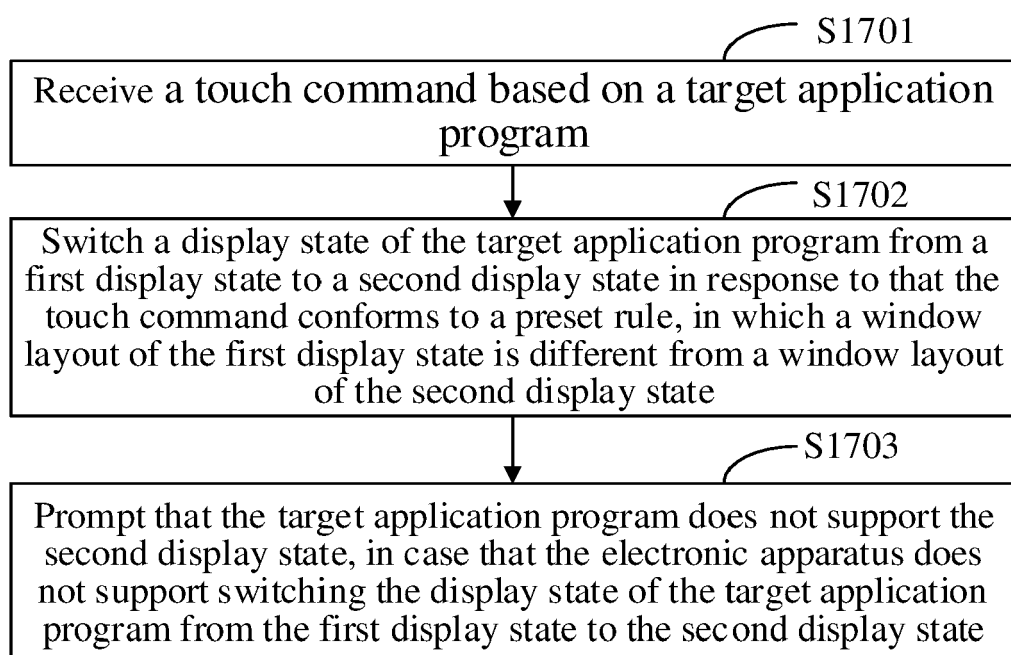 S1701
Receive a touch command based on a target application
program
S1702
Switch a display state of the target application program from a
first display state to a second display state in response to that the
touch command conforms to a preset rule, in which a window
layout of the first display state is different from a window layout
of the second display state
S1703
Prompt that the target application program does not support the
second display state, in case that the electronic apparatus does
not support switching the display state of the target application
program from the first display state to the second display state